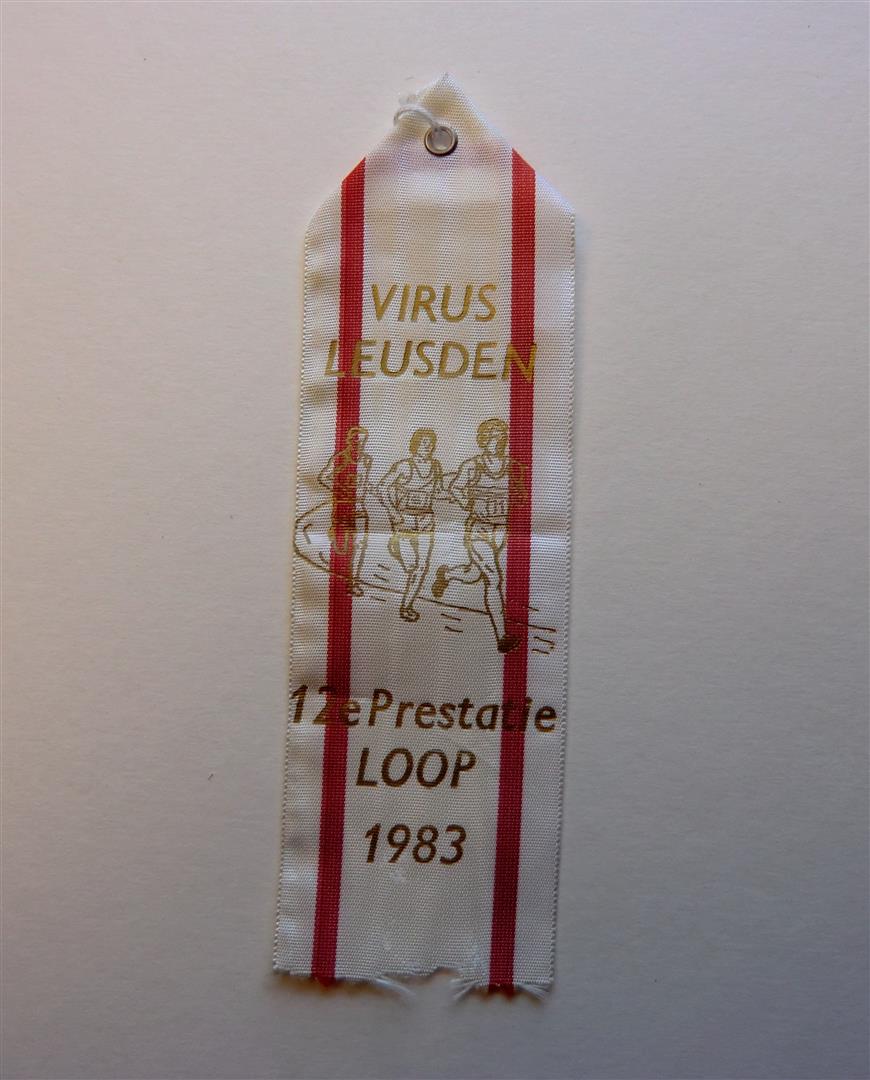 VIRUS
LEUSDEN
12e Prestatie
LOOP
1983